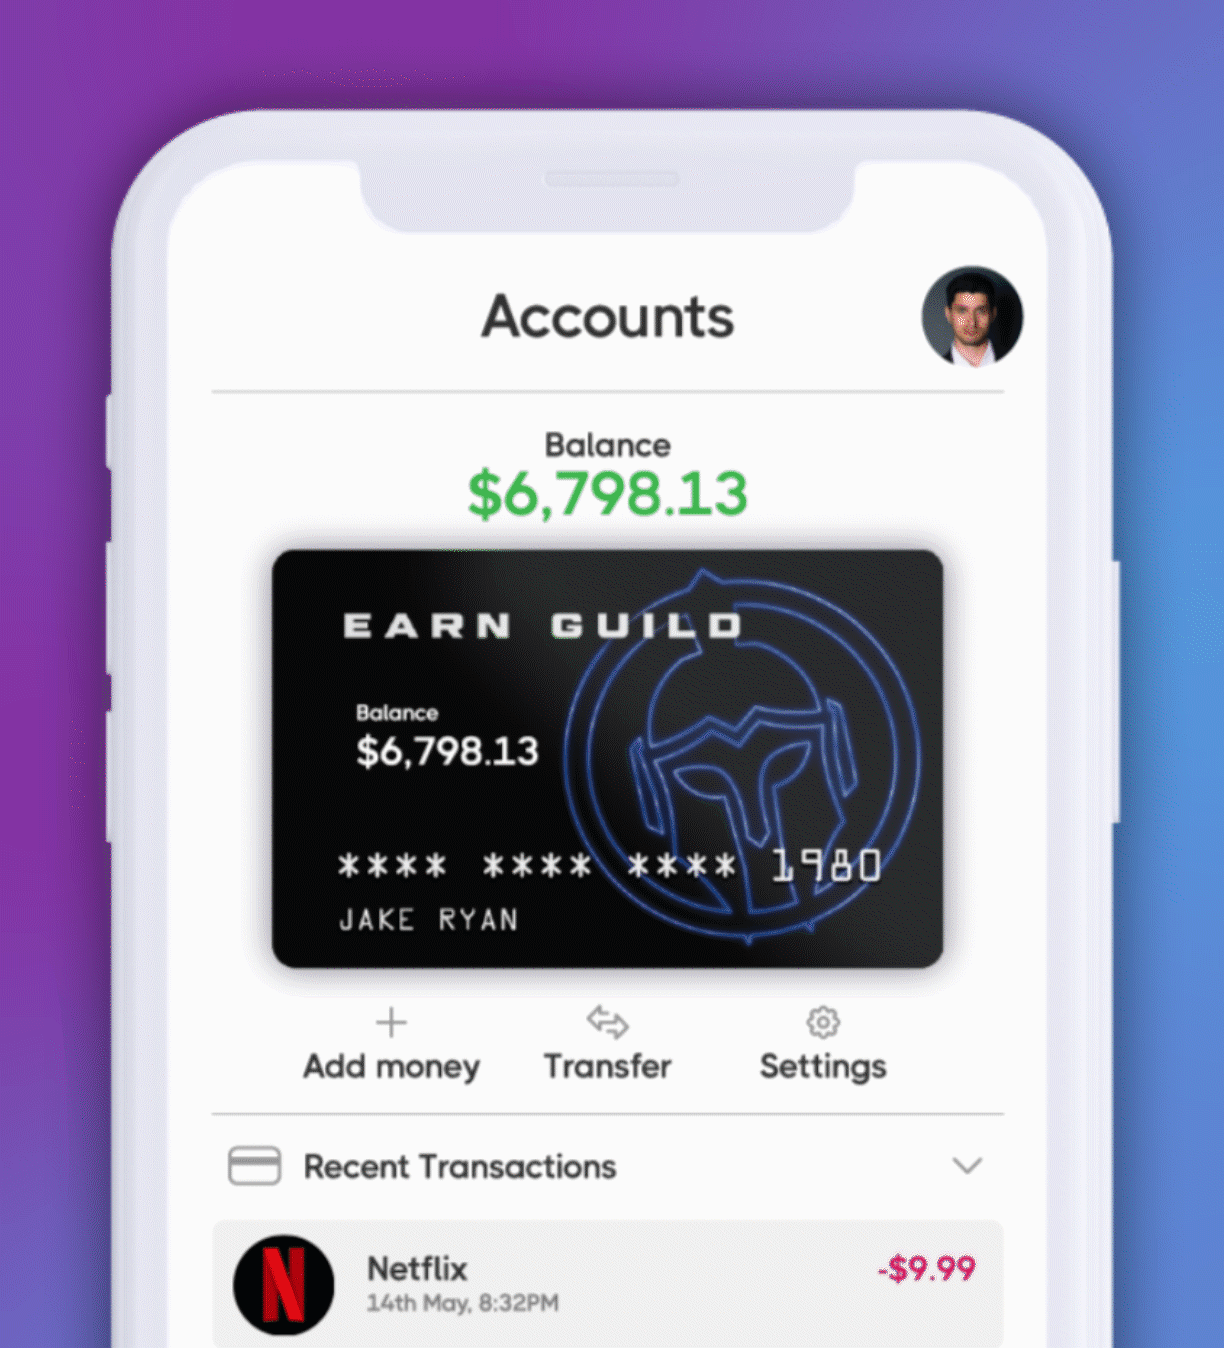 Accounts
Balance
$6,798.13
EARN GUILD
Balance
$6,798.13
**** **** **** 1980
JAKE RYAN
Add money Transfer Settings
Recent Transactions
N
Netflix -$9.99
14th May, 8:32PM